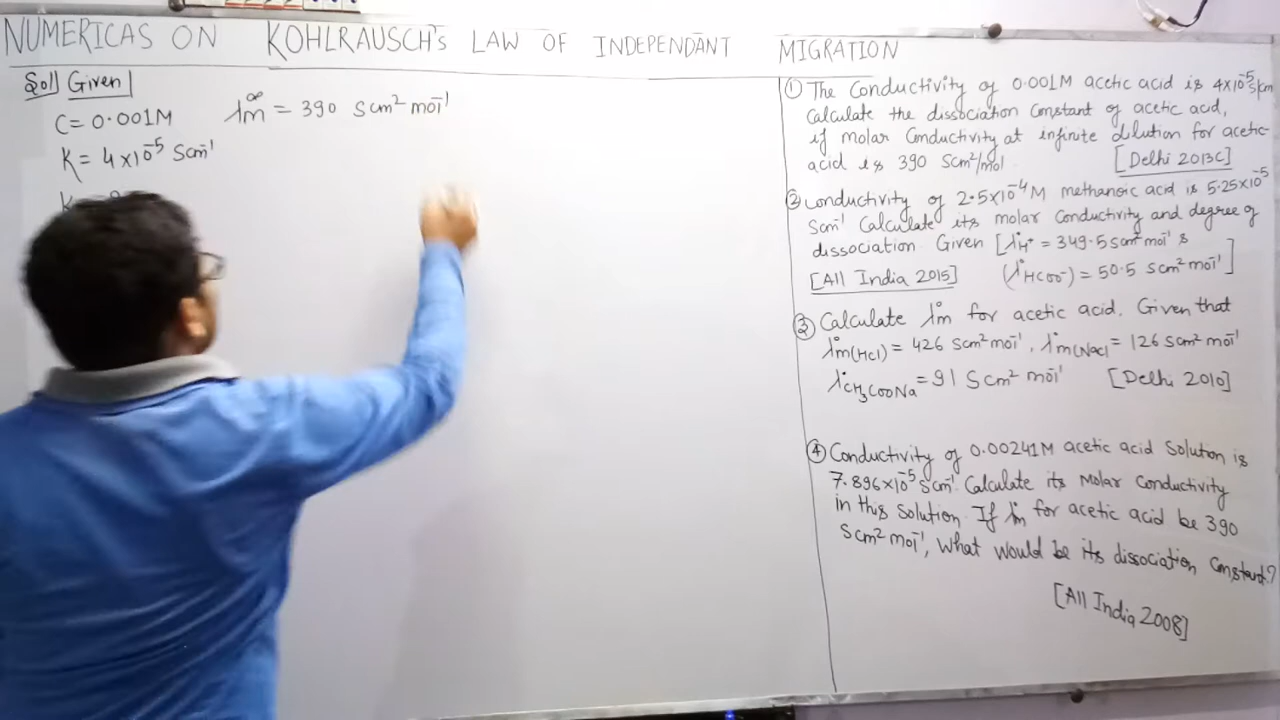 NUMERICAS ON KOHLRAUSCH's LAW OF INDEPENDANT MIGRATION
Sol Given
C = 0.001M
K = 4×10⁻⁵ Scm⁻¹
K
λm^∞ = 390 Scm² mol⁻¹
① The Conductivity of 0.001M acetic acid is 4×10⁻⁵ S/cm
Calculate the dissociation Constant of acetic acid,
if molar Conductivity at infinite dilution for acetic-
acid is 390 Scm²/mol [Delhi 2013C]
② Conductivity of 2.5×10⁻⁴M methanoic acid is 5.25×10⁻⁵
Scm⁻¹ Calculate its molar Conductivity and degree of
dissociation Given [λ°H⁺ = 349.5 Scm² mol⁻¹ &
[All India 2015] (λ°HCOO⁻) = 50.5 Scm² mol⁻¹]
③ Calculate λ°m for acetic acid. Given that
λ°m(HCl) = 426 Scm² mol⁻¹, λ°m(NaCl) = 126 Scm² mol⁻¹
λ°CH₃COONa = 91 Scm² mol⁻¹ [Delhi 2010]
④ Conductivity of 0.00241M acetic acid Solution is
7.896×10⁻⁵ Scm⁻¹. Calculate its Molar Conductivity
in this Solution. If λ°m for acetic acid be 390
Scm² mol⁻¹, What would be its dissociation Constant?
[All India 2008]